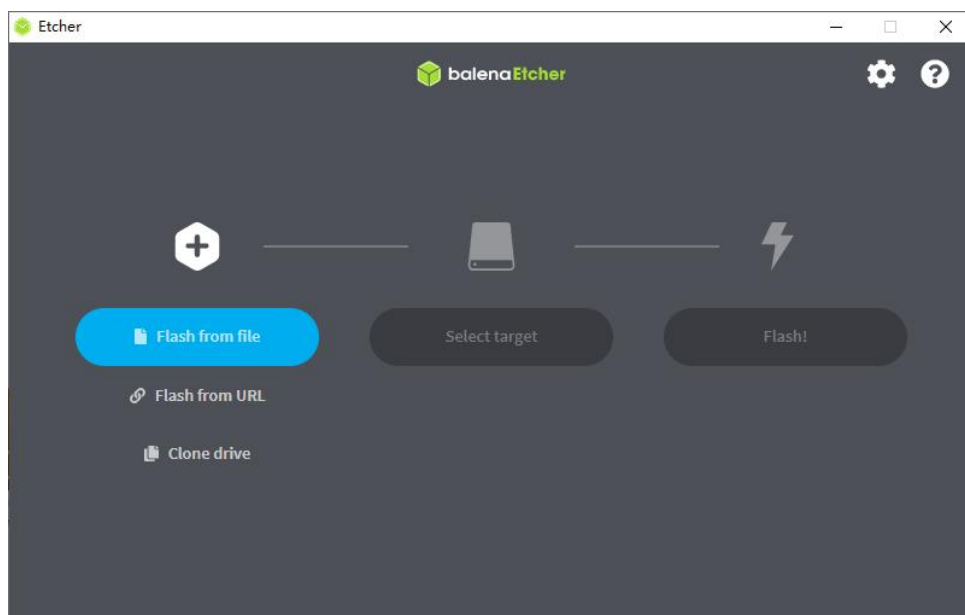 Etcher
balenaEtcher
Flash from file
Select target
Flash!
Flash from URL
Clone drive